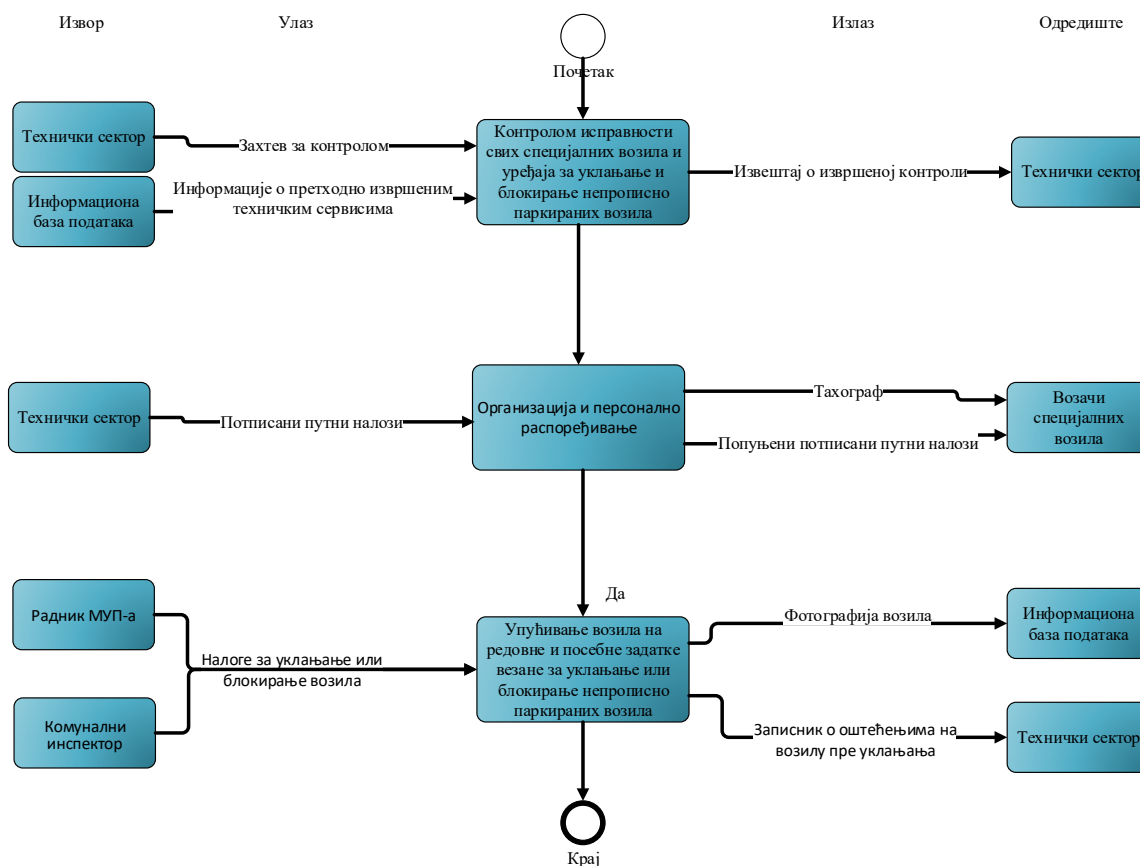 Извор
Улаз
Излаз
Одредиште
Почетак
Технички сектор
Захтев за контролом
Информациона
база података
Информације о претходно извршеним
техничким сервисима
Контролом исправности
свих специјалних возила и
уређаја за уклањање и
блокирање непрописно
паркираних возила
Извештај о извршеној контроли
Технички сектор
Технички сектор
Потписани путни налози
Организација и персонално
распоређивање
Тахограф
Попуњени потписани путни налози
Возачи
специјалних
возила
Да
Радник МУП-а
Комунални
инспектор
Налоге за уклањање или
блокирање возила
Упућивање возила на
редовне и посебне задатке
везане за уклањање или
блокирање непрописно
паркираних возила
Фотографија возила
Информациона
база података
Записник о оштећењима на
возилу пре уклањања
Технички сектор
Крај